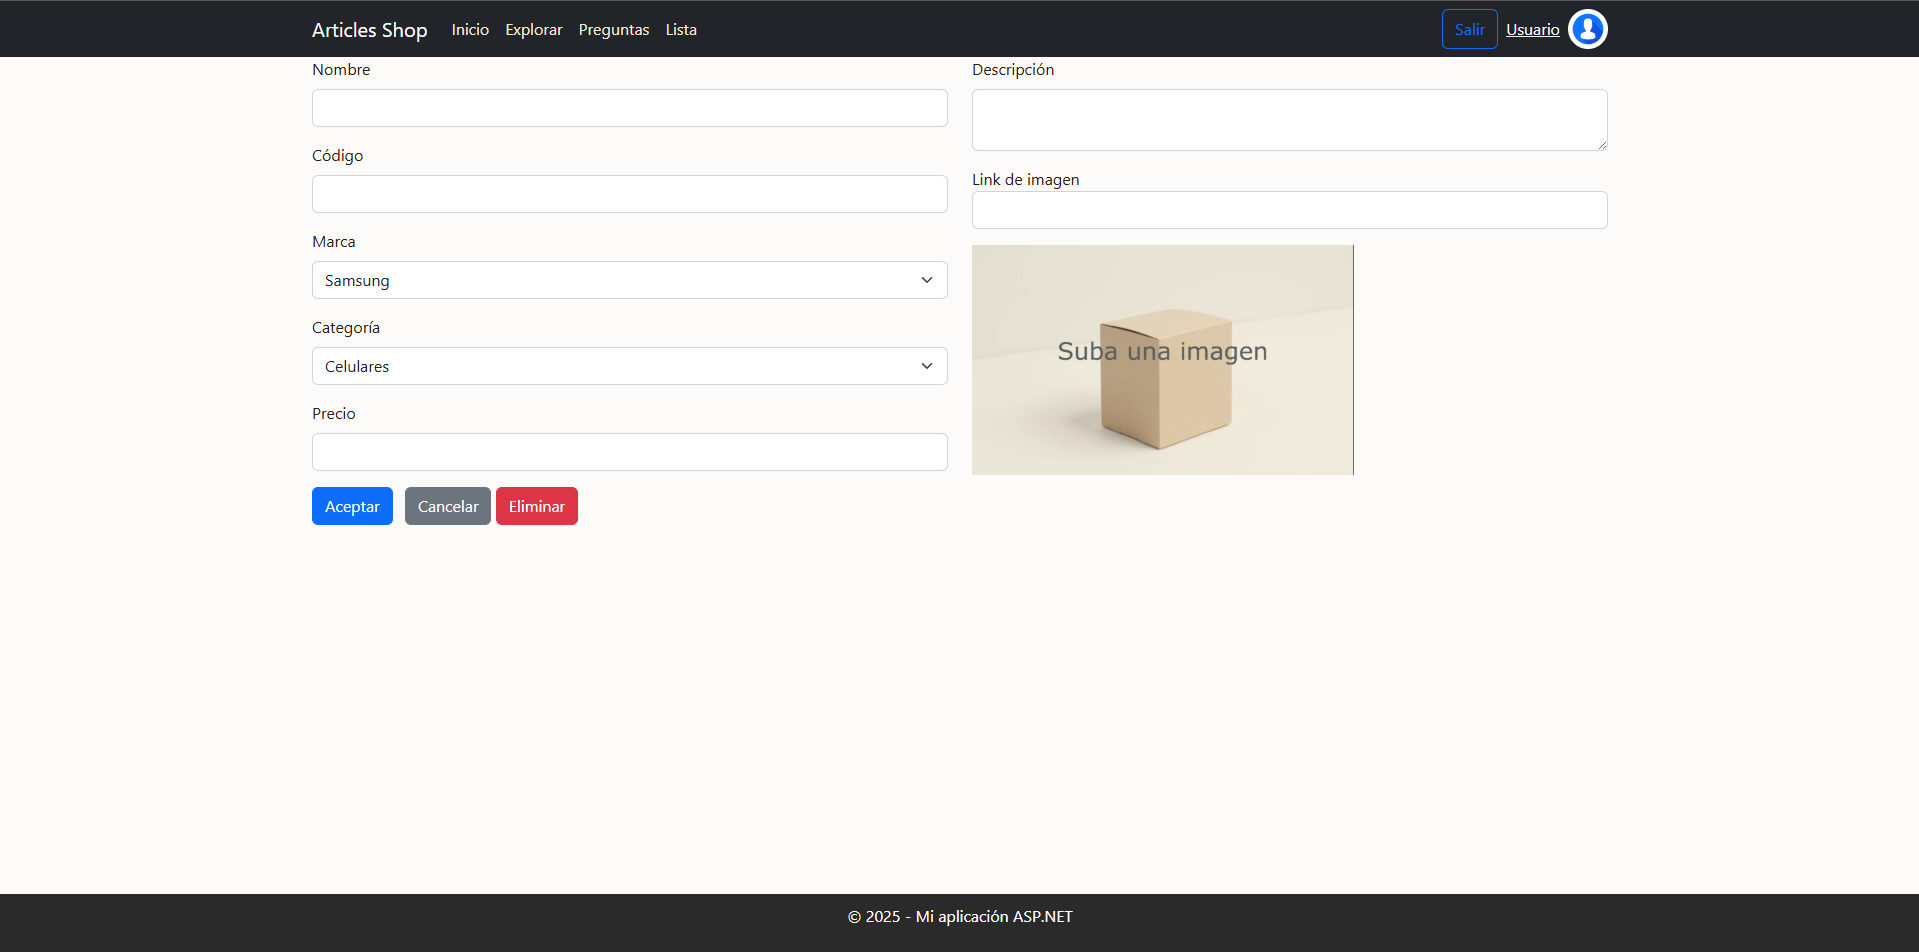 Articles Shop Inicio Explorar Preguntas Lista Salir Usuario
Nombre
Código
Marca
Samsung
Categoría
Celulares
Precio
Aceptar Cancelar Eliminar
Descripción
Link de imagen
Suba una imagen
© 2025 - Mi aplicación ASP.NET